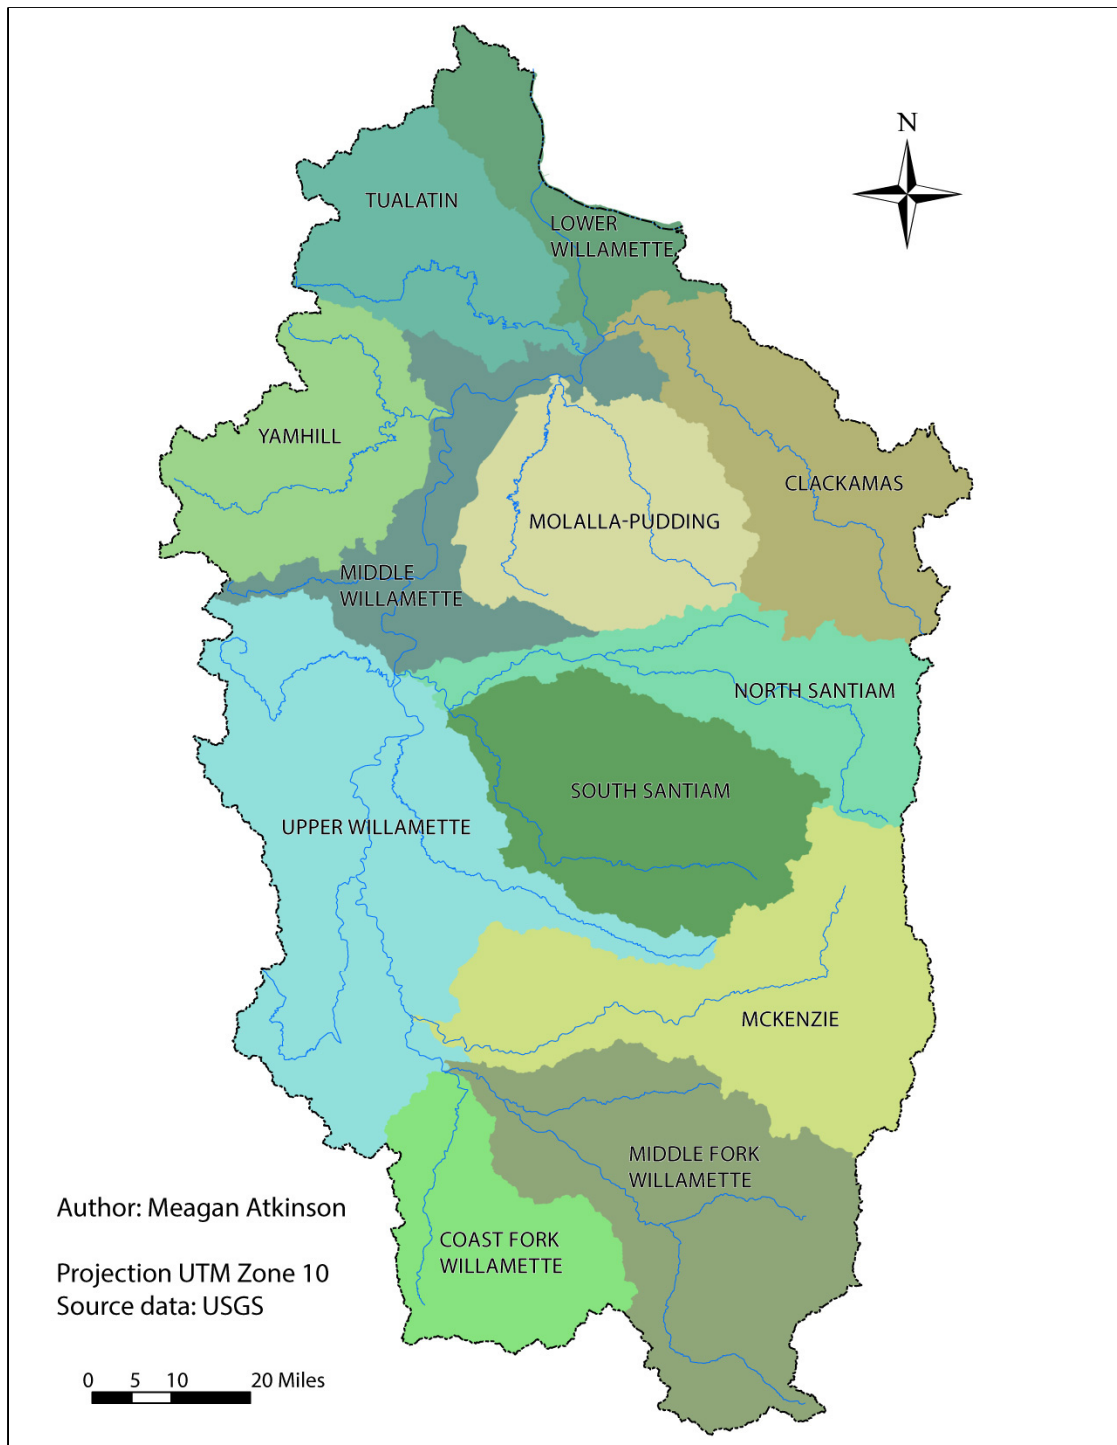 N
TUALATIN
LOWER
WILLAMETTE
YAMHILL
CLACKAMAS
MOLALLA-PUDDING
MIDDLE
WILLAMETTE
NORTH SANTIAM
SOUTH SANTIAM
UPPER WILLAMETTE
MCKENZIE
MIDDLE FORK
WILLAMETTE
COAST FORK
WILLAMETTE
Author: Meagan Atkinson
Projection UTM Zone 10
Source data: USGS
0 5 10 20 Miles